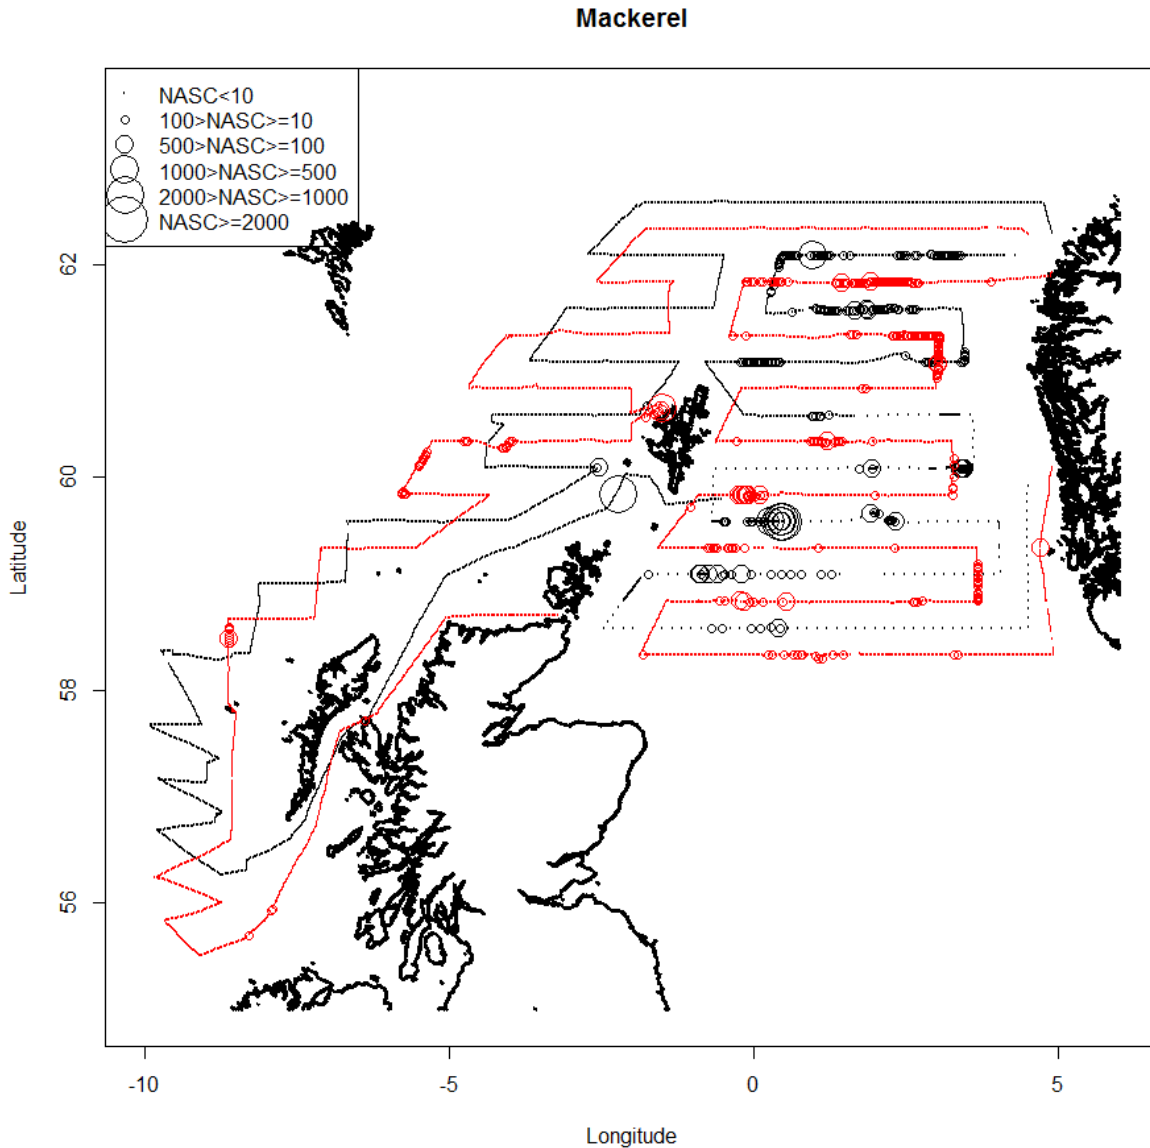 Mackerel
NASC<10
100>NASC>=10
500>NASC>=100
1000>NASC>=500
2000>NASC>=1000
NASC>=2000
62
60
58
56
Latitude
-10
-5
0
5
Longitude